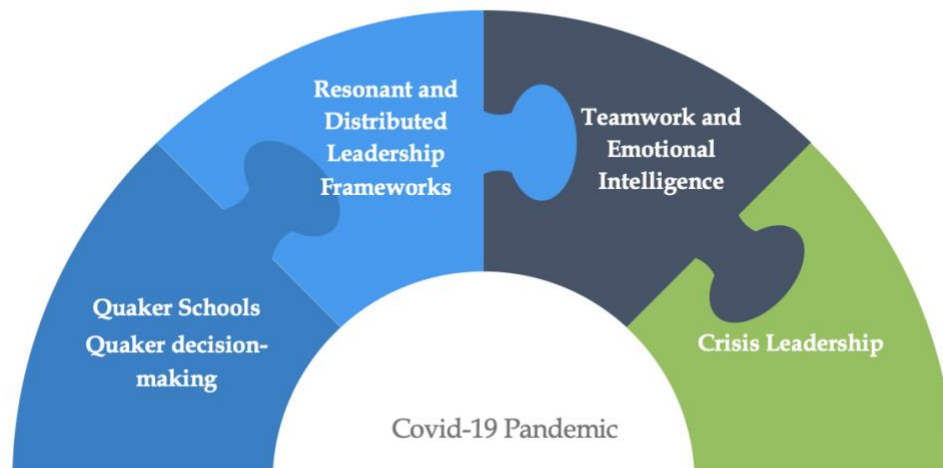 Resonant and
Distributed
Leadership
Frameworks
Teamwork and
Emotional
Intelligence
Quaker Schools
Quaker decision-
making
Crisis Leadership
Covid-19 Pandemic